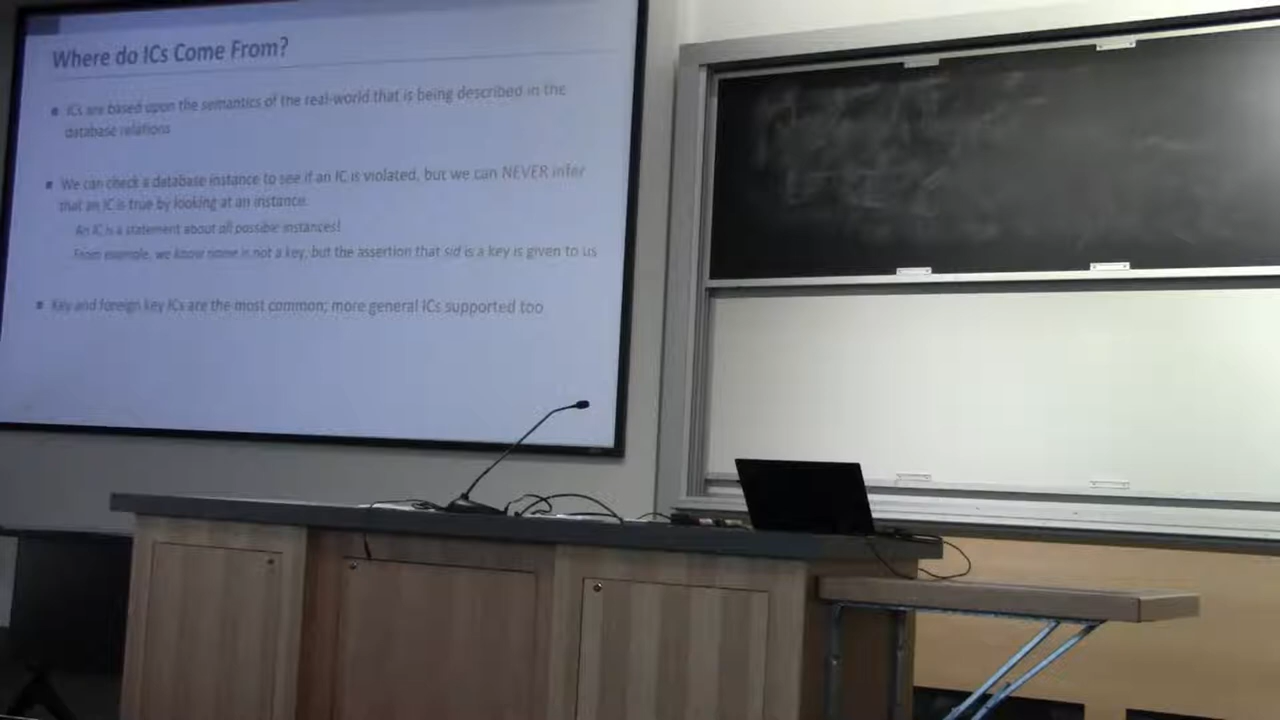 Where do ICs Come From?
ICs are based upon the semantics of the real-world that is being described in the
database relations
We can check a database instance to see if an IC is violated, but we can NEVER infer
that an IC is true by looking at an instance.
An IC is a statement about all possible instances!
From example, we know name is not a key, but the assertion that sid is a key is given to us
Key and foreign key ICs are the most common; more general ICs supported too